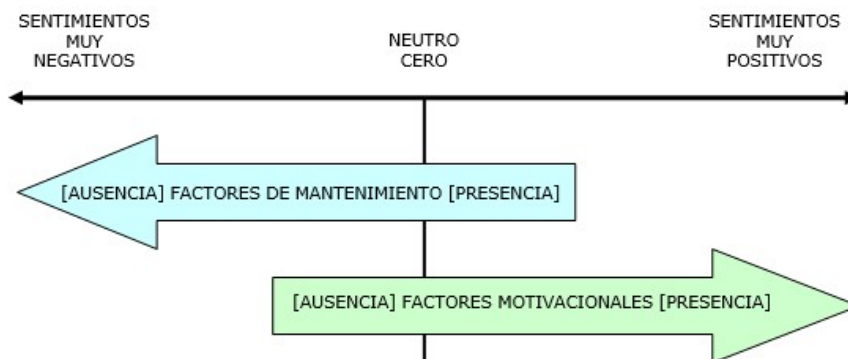 SENTIMIENTOS
MUY
NEGATIVOS
NEUTRO
CERO
SENTIMIENTOS
MUY
POSITIVOS
[AUSENCIA] FACTORES DE MANTENIMIENTO [PRESENCIA]
[AUSENCIA] FACTORES MOTIVACIONALES [PRESENCIA]